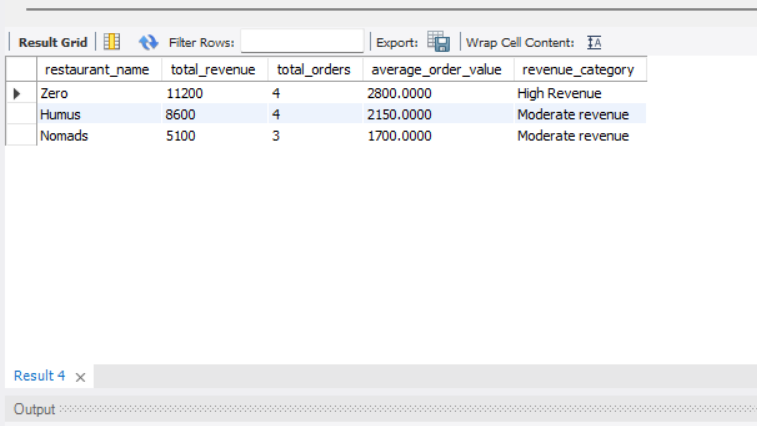 Result Grid Filter Rows: Export: Wrap Cell Content: IA
restaurant_name total_revenue total_orders average_order_value revenue_category
Zero 11200 4 2800.0000 High Revenue
Humus 8600 4 2150.0000 Moderate revenue
Nomads 5100 3 1700.0000 Moderate revenue
Result 4 ×
Output